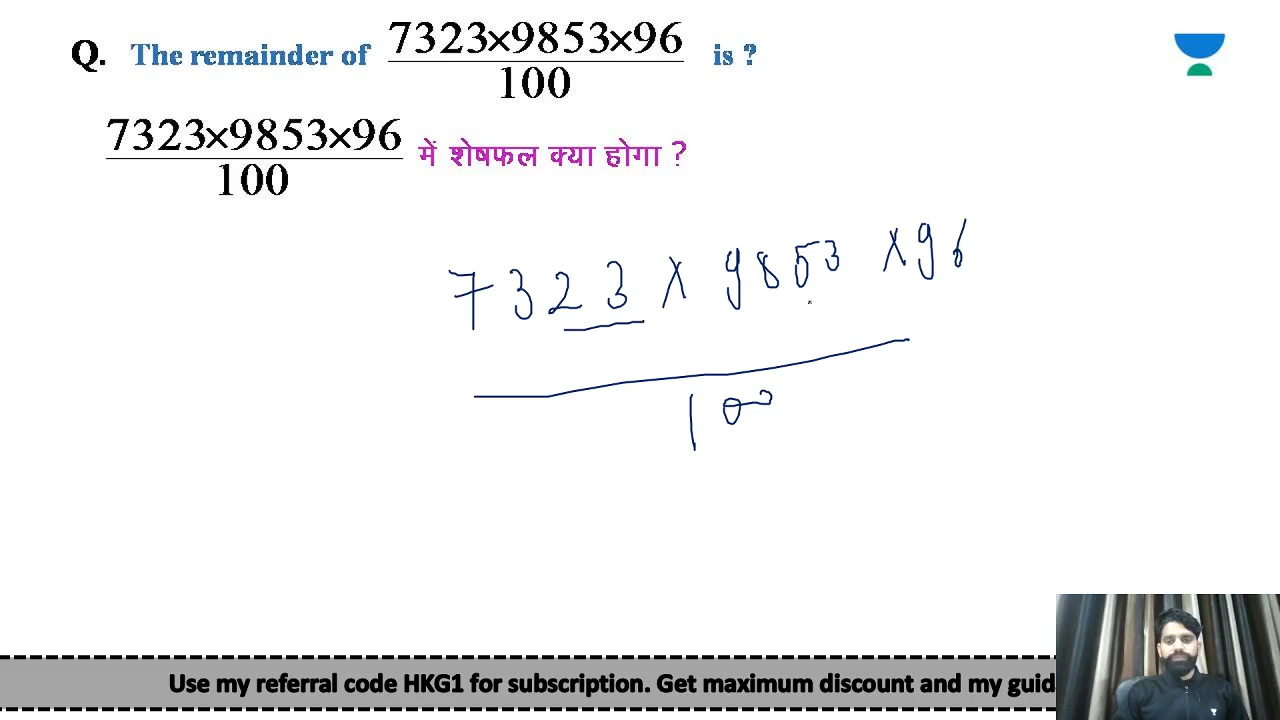 Q. The remainder of 7323×9853×96 / 100 is ?
7323×9853×96 / 100 में शेषफल क्या होगा ?
7323 × 9853 × 96
100
Use my referral code HKG1 for subscription. Get maximum discount and my guid